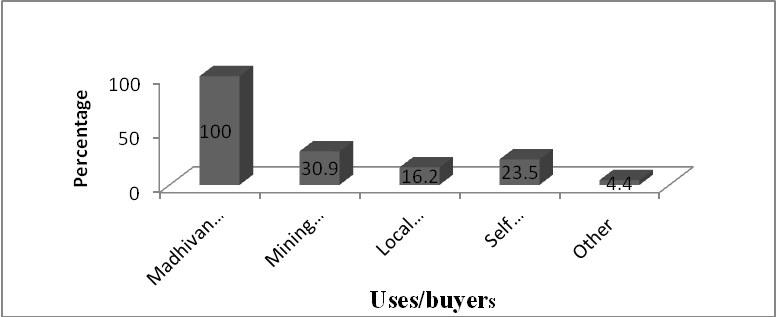 Percentage
100
50
0
100
30.9
16.2
23.5
4.4
Madhivan...
Mining...
Local...
Self...
Other
Uses/buyers